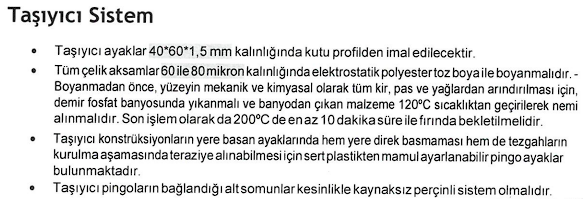 Taşıyıcı Sistem
• Taşıyıcı ayaklar 40*60*1,5 mm kalınlığında kutu profilden imal edilecektir.
• Tüm çelik aksamlar 60 ile 80 mikron kalınlığında elektrostatik polyester toz boya ile boyanmalıdır. -
Boyanmadan önce, yüzeyin mekanik ve kimyasal olarak tüm kir, pas ve yağlardan arındırılması için,
demir fosfat banyosunda yıkanmalı ve banyodan çıkan malzeme 120ºC sıcaklıktan geçirilerek nemi
alınmalıdır. Son işlem olarak da 200ºC de en az 10 dakika süre ile fırında bekletilmelidir.
• Taşıyıcı konstrüksiyonların yere basan ayaklarında hem yere direk basmaması hem de tezgahların
kurulma aşamasında teraziye alınabilmesi için sert plastikten mamul ayarlanabilir pingo ayaklar
bulunmaktadır.
• Taşıyıcı pingoların bağlandığı alt somunlar kesinlikle kaynaksız perçinli sistem olmalıdır.